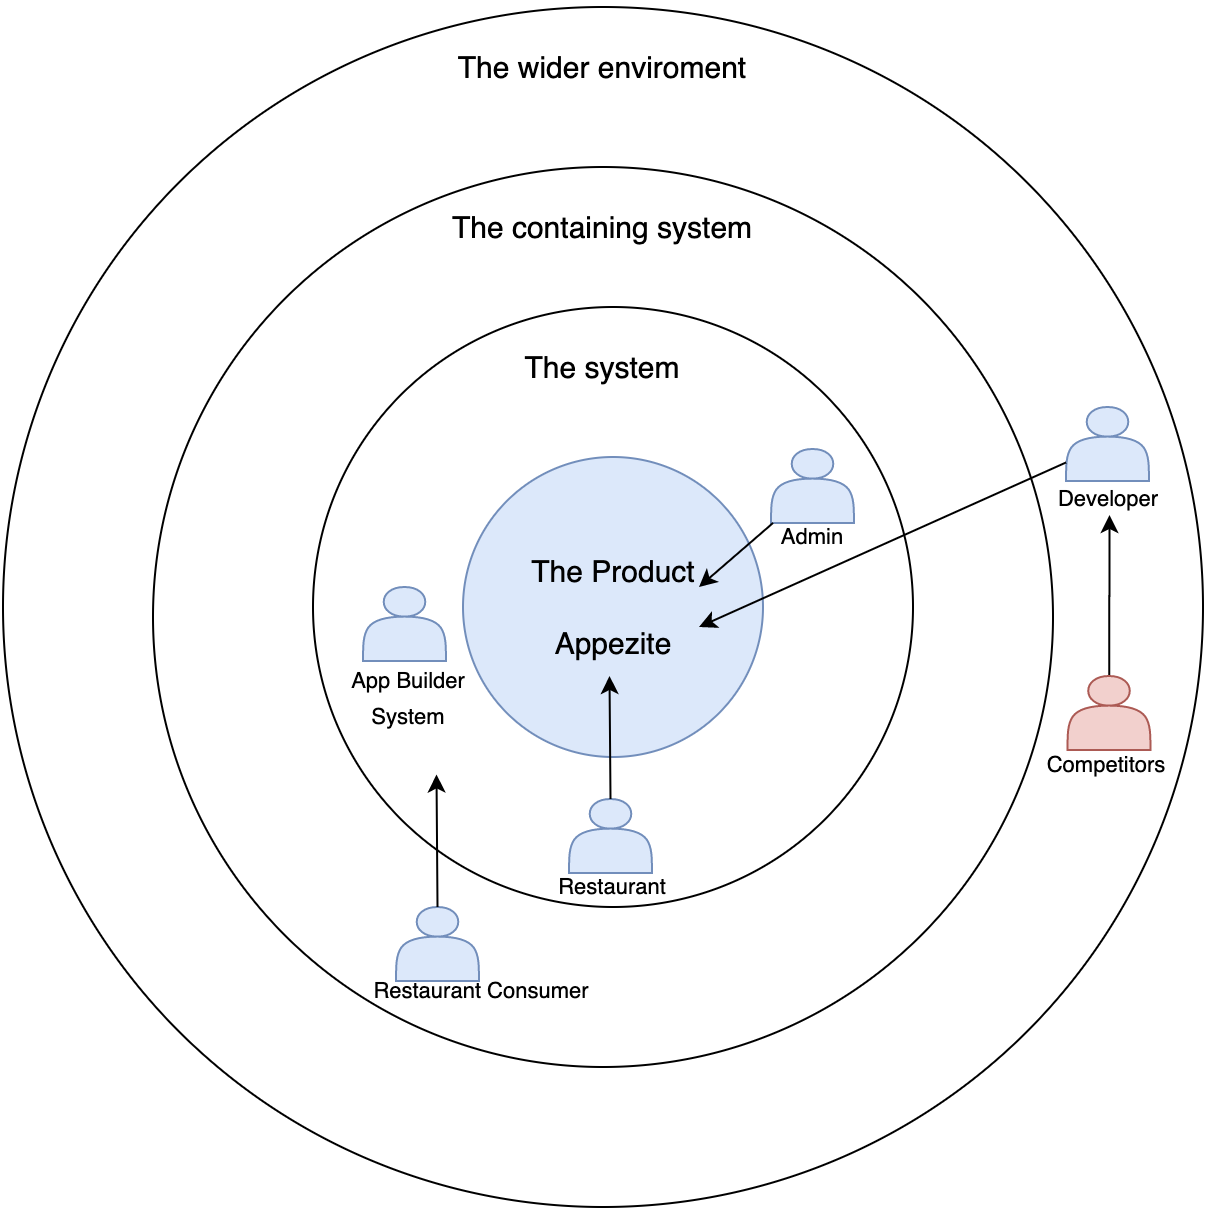 The wider enviroment
The containing system
The system
Developer
Admin
The Product
Appezite
App Builder
System
Competitors
Restaurant
Restaurant Consumer